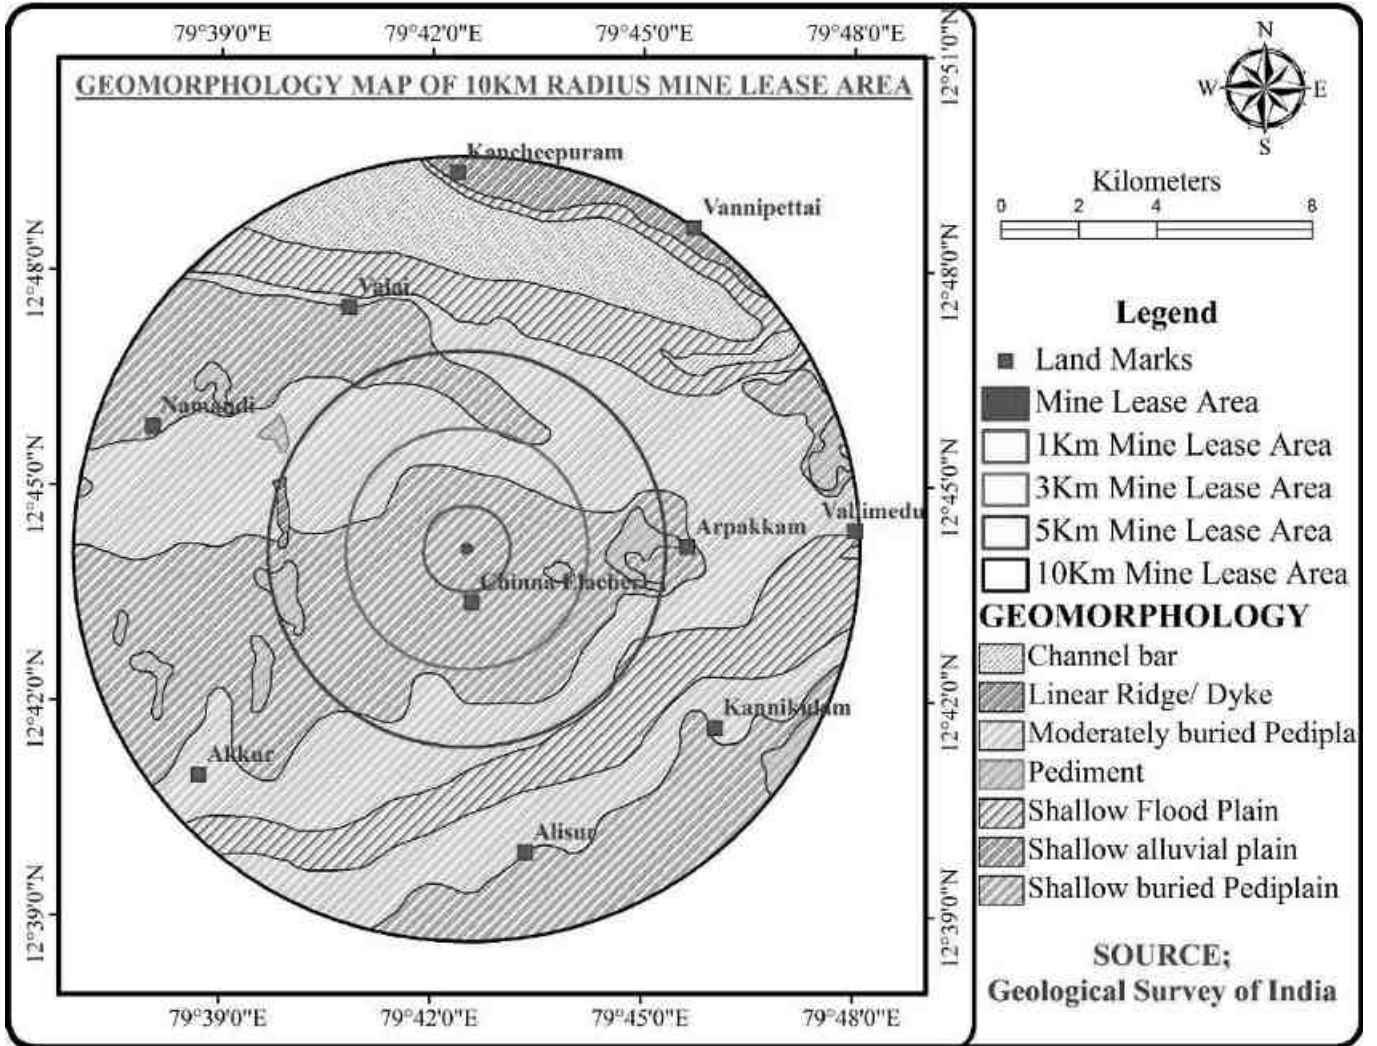 79°39'0"E 79°42'0"E 79°45'0"E 79°48'0"E
GEOMORPHOLOGY MAP OF 10KM RADIUS MINE LEASE AREA
12°51'0"N
N
W E
S
Kilometers
0 2 4 8
Kancheepuram
Vannipettai
12°48'0"N
12°48'0"N
Valai
Namandi
12°45'0"N
12°45'0"N
Arpakkam
Vallimedu
Chinna Elacheri
12°42'0"N
12°42'0"N
Kannikulam
Akkur
Alisur
12°39'0"N
12°39'0"N
79°39'0"E 79°42'0"E 79°45'0"E 79°48'0"E
Legend
Land Marks
Mine Lease Area
1Km Mine Lease Area
3Km Mine Lease Area
5Km Mine Lease Area
10Km Mine Lease Area
GEOMORPHOLOGY
Channel bar
Linear Ridge/ Dyke
Moderately buried Pedipla
Pediment
Shallow Flood Plain
Shallow alluvial plain
Shallow buried Pediplain
SOURCE;
Geological Survey of India